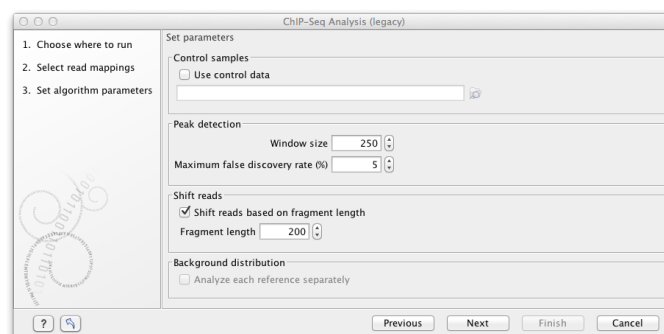 ChIP-Seq Analysis (legacy)
1. Choose where to run
2. Select read mappings
3. Set algorithm parameters
Set parameters
Control samples
Use control data
Peak detection
Window size 250
Maximum false discovery rate (%) 5
Shift reads
Shift reads based on fragment length
Fragment length 200
Background distribution
Analyze each reference separately
? Previous Next Finish Cancel